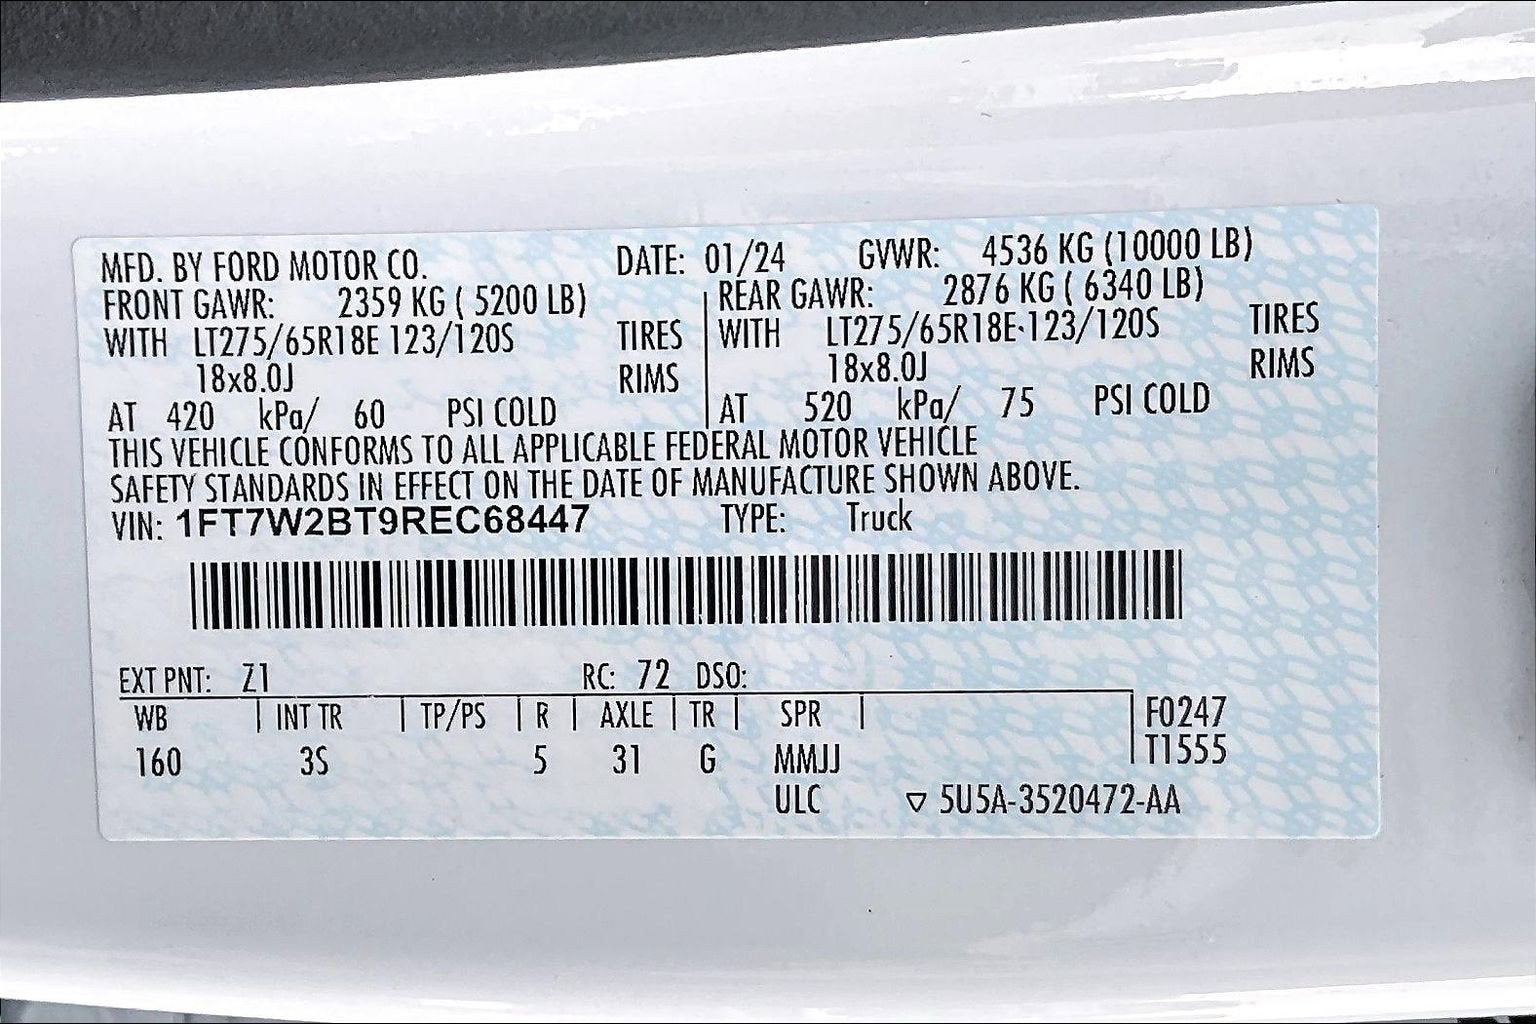 MFD. BY FORD MOTOR CO. DATE: 01/24 GVWR: 4536 KG (10000 LB)
FRONT GAWR: 2359 KG ( 5200 LB) REAR GAWR: 2876 KG ( 6340 LB)
WITH LT275/65R18E 123/120S TIRES WITH LT275/65R18E 123/120S TIRES
18x8.0J RIMS 18x8.0J RIMS
AT 420 kPa/ 60 PSI COLD AT 520 kPa/ 75 PSI COLD
THIS VEHICLE CONFORMS TO ALL APPLICABLE FEDERAL MOTOR VEHICLE
SAFETY STANDARDS IN EFFECT ON THE DATE OF MANUFACTURE SHOWN ABOVE.
VIN: 1FT7W2BT9REC68447 TYPE: Truck
EXT PNT: Z1 RC: 72 DSO:
WB INT TR TP/PS R AXLE TR SPR F0247
160 3S 5 31 G MMJJ T1555
ULC ▽ 5U5A-3520472-AA